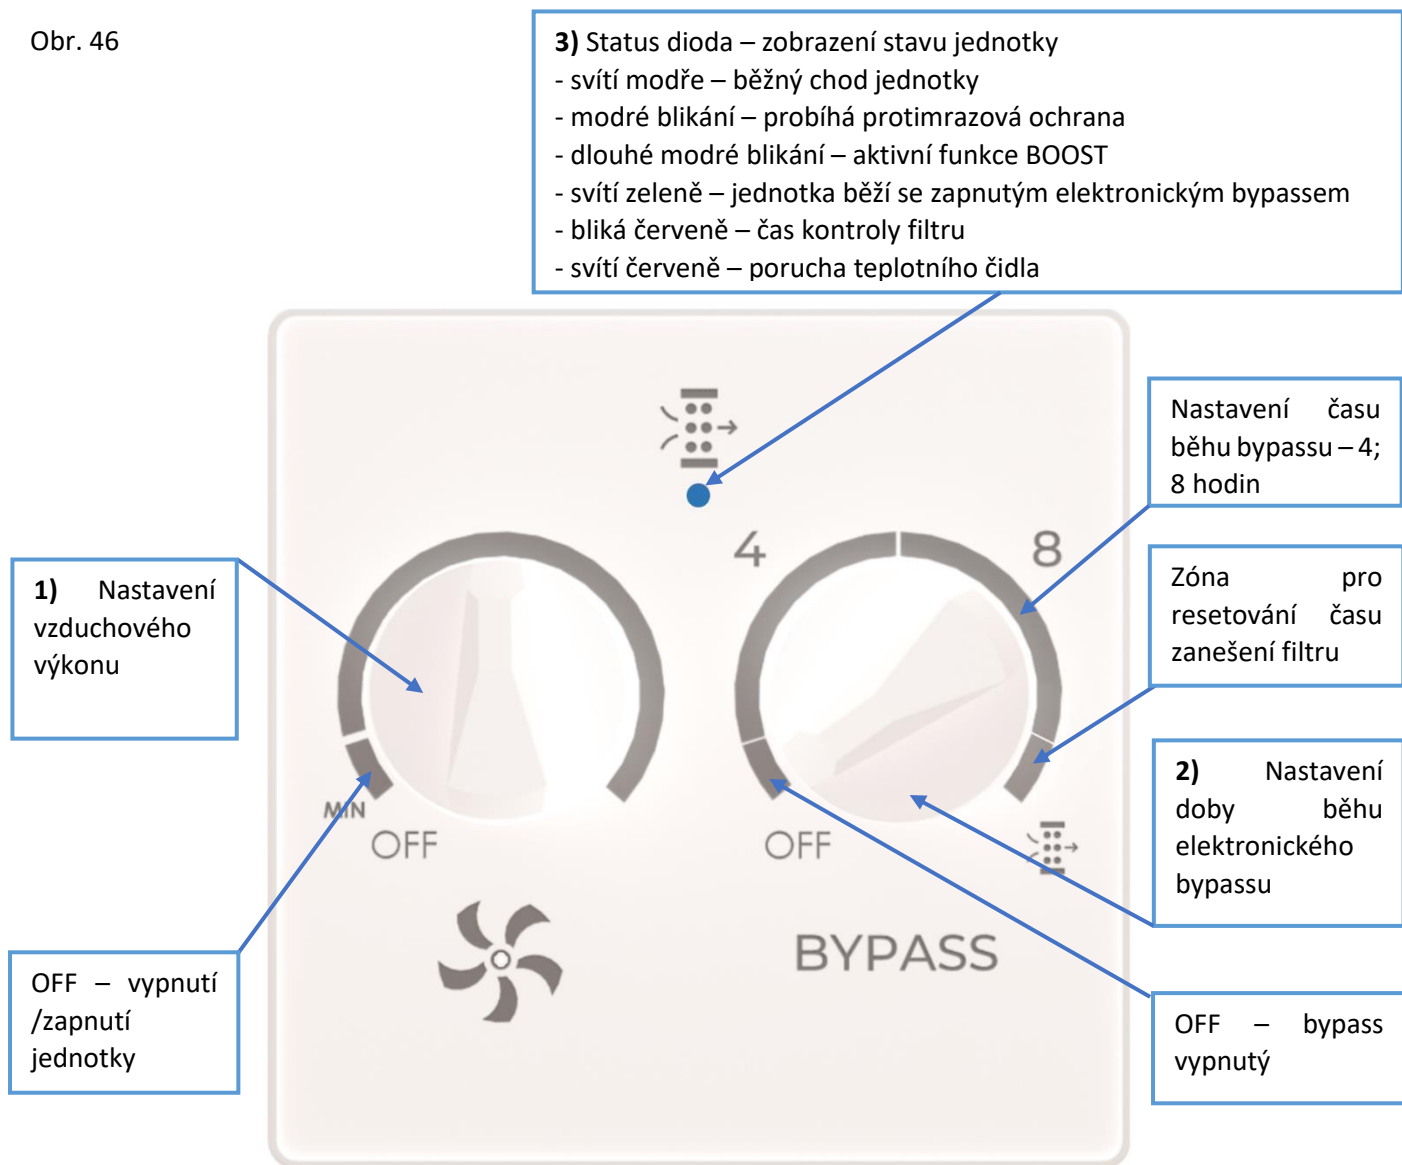 Obr. 46
3) Status dioda – zobrazení stavu jednotky
- svítí modře – běžný chod jednotky
- modré blikání – probíhá protimrazová ochrana
- dlouhé modré blikání – aktivní funkce BOOST
- svítí zeleně – jednotka běží se zapnutým elektronickým bypassem
- bliká červeně – čas kontroly filtru
- svítí červeně – porucha teplotního čidla
Nastavení času
běhu bypassu – 4;
8 hodin
4
8
1) Nastavení
vzduchového
výkonu
Zóna pro
resetování času
zanešení filtru
MIN
OFF
OFF
2) Nastavení
doby běhu
elektronického
bypassu
BYPASS
OFF – vypnutí
/zapnutí
jednotky
OFF – bypass
vypnutý